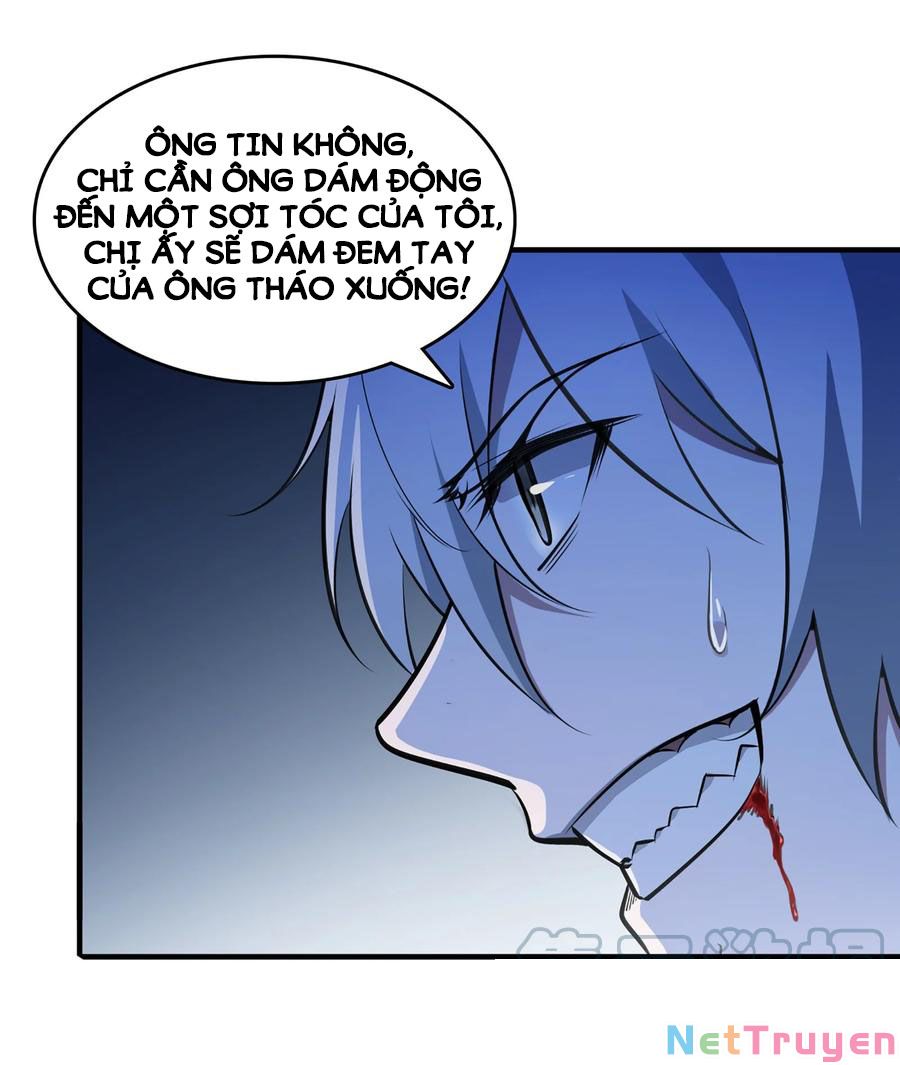 ÔNG TIN KHÔNG,
CHỈ CẦN ÔNG DÁM ĐỘNG
ĐẾN MỘT SỢI TÓC CỦA TÔI,
CHỊ ẤY SẼ DÁM ĐEM TAY
CỦA ÔNG THÁO XUỐNG!
NetTruyen